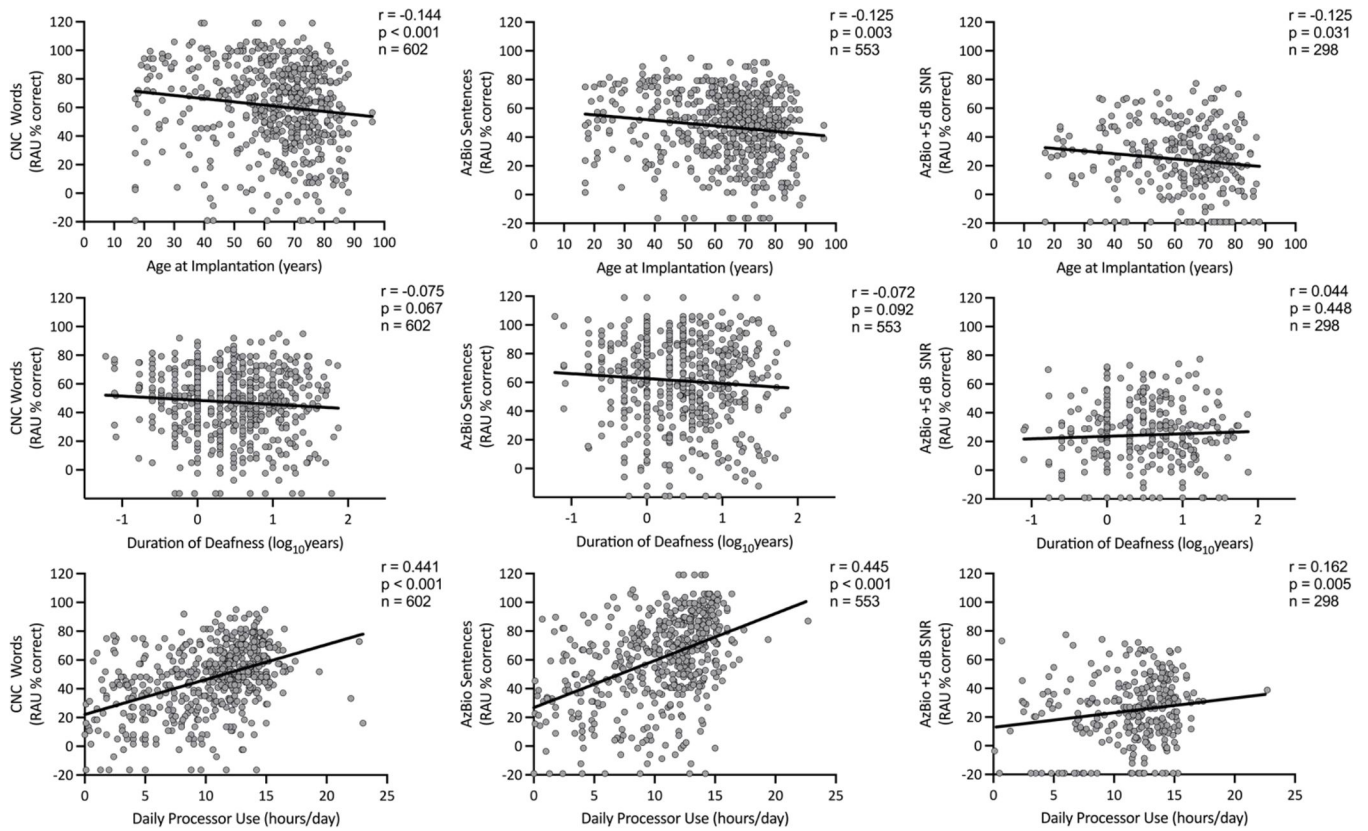 r = -0.144
p < 0.001
n = 602
120
100
80
60
40
20
0
-20
CNC Words
(RAU % correct)
0 10 20 30 40 50 60 70 80 90 100
Age at Implantation (years)
r = -0.125
p = 0.003
n = 553
120
100
80
60
40
20
0
-20
AzBio Sentences
(RAU % correct)
0 10 20 30 40 50 60 70 80 90 100
Age at Implantation (years)
r = -0.125
p = 0.031
n = 298
120
100
80
60
40
20
0
-20
AzBio +5 dB SNR
(RAU % correct)
0 10 20 30 40 50 60 70 80 90 100
Age at Implantation (years)
r = -0.075
p = 0.067
n = 602
120
100
80
60
40
20
0
CNC Words
(RAU % correct)
-1 0 1 2
Duration of Deafness (log10years)
r = -0.072
p = 0.092
n = 553
120
100
80
60
40
20
0
AzBio Sentences
(RAU % correct)
-1 0 1 2
Duration of Deafness (log10years)
r = 0.044
p = 0.448
n = 298
120
100
80
60
40
20
0
-20
AzBio +5 dB SNR
(RAU % correct)
-1 0 1 2
Duration of Deafness (log10years)
r = 0.441
p < 0.001
n = 602
120
100
80
60
40
20
0
-20
CNC Words
(RAU % correct)
0 5 10 15 20 25
Daily Processor Use (hours/day)
r = 0.445
p < 0.001
n = 553
120
100
80
60
40
20
0
-20
AzBio Sentences
(RAU % correct)
0 5 10 15 20 25
Daily Processor Use (hours/day)
r = 0.162
p = 0.005
n = 298
120
100
80
60
40
20
0
-20
AzBio +5 dB SNR
(RAU % correct)
0 5 10 15 20 25
Daily Processor Use (hours/day)